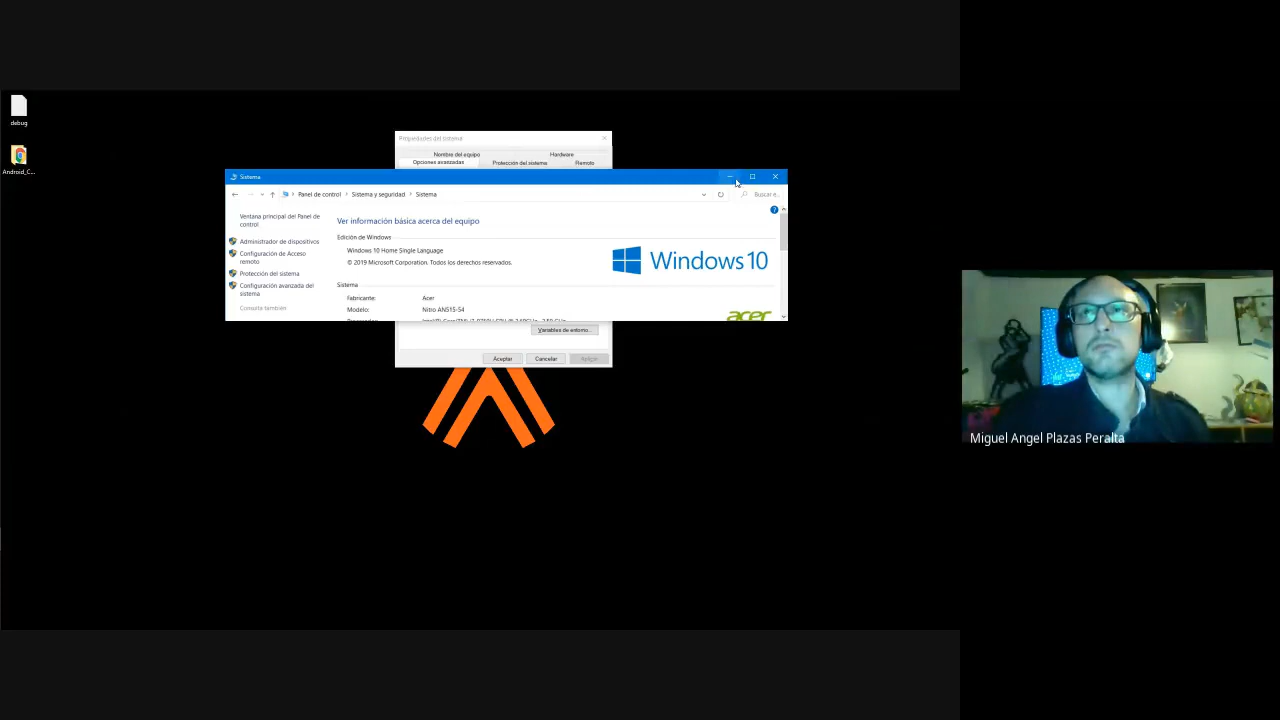 debug
Android_C...
Propiedades del sistema
Nombre del equipo
Hardware
Opciones avanzadas
Protección del sistema
Remoto
Sistema
Panel de control
Sistema y seguridad
Sistema
Buscar e...
Ventana principal del Panel de
control
Administrador de dispositivos
Configuración de Acceso
remoto
Protección del sistema
Configuración avanzada del
sistema
Consulta también
Ver información básica acerca del equipo
Edición de Windows
Windows 10 Home Single Language
© 2019 Microsoft Corporation. Todos los derechos reservados.
Windows 10
Sistema
Fabricante: Acer
Modelo: Nitro AN515-54
acer
Variables de entorno...
Aceptar
Cancelar
Aplicar
Miguel Angel Plazas Peralta